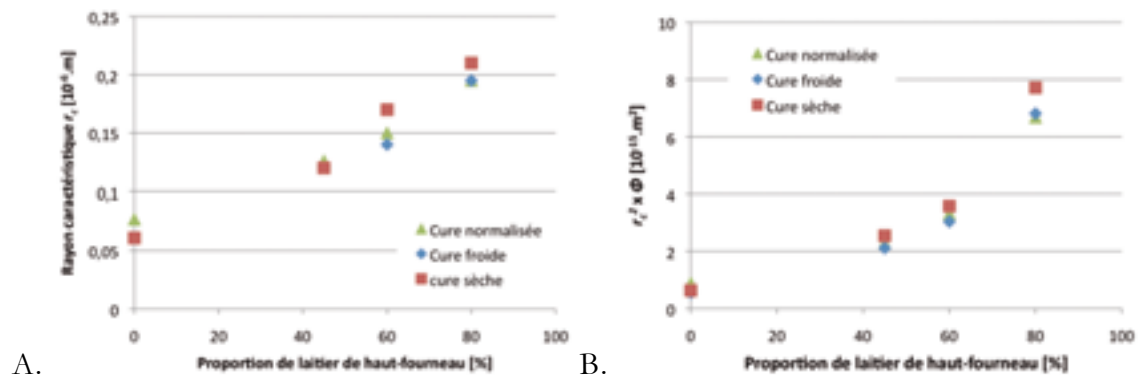 0,25
0,2
0,15
0,1
0,05
0
0 20 40 60 80 100
Rayon caractéristique rc [10⁻⁶.m]
Cure normalisée
Cure froide
cure sèche
Proportion de laitier de haut-fourneau [%]
A.
10
8
6
4
2
0
0 20 40 60 80 100
rc² x Φ [10⁻¹⁵.m²]
Cure normalisée
Cure froide
Cure sèche
Proportion de laitier de haut-fourneau [%]
B.